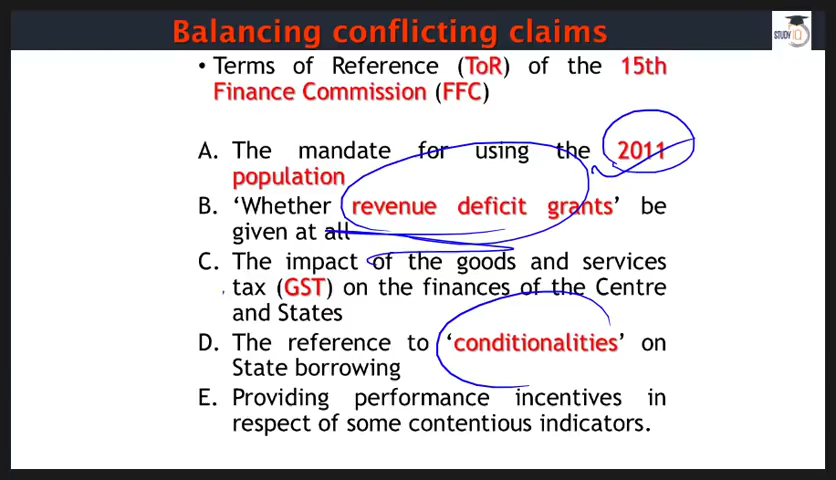 Balancing conflicting claims
STUDY IQ
• Terms of Reference (ToR) of the 15th
Finance Commission (FFC)
A. The mandate for using the 2011
population
B. ‘Whether revenue deficit grants’ be
given at all
C. The impact of the goods and services
tax (GST) on the finances of the Centre
and States
D. The reference to ‘conditionalities’ on
State borrowing
E. Providing performance incentives in
respect of some contentious indicators.